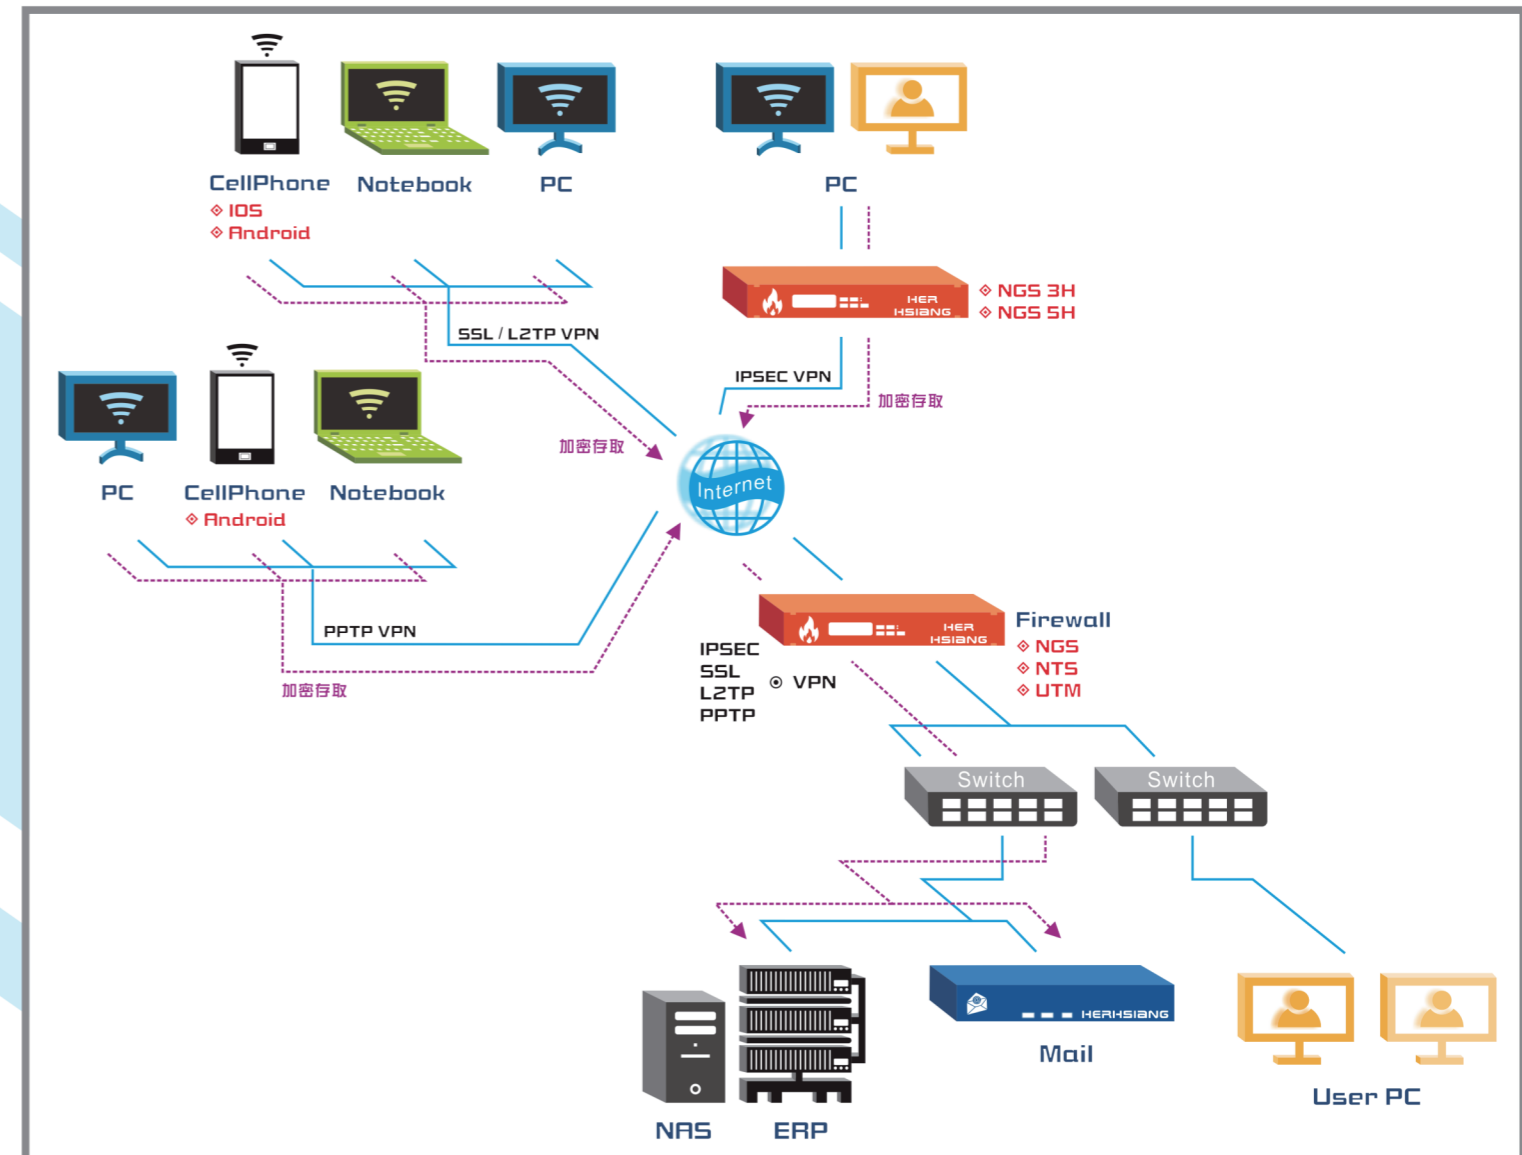 CellPhone
IOS
Android
Notebook
PC
PC
HER
HSIANG
NGS 3H
NGS 5H
SSL / L2TP VPN
IPSEC VPN
加密存取
加密存取
Internet
PC
CellPhone
Android
Notebook
PPTP VPN
加密存取
HER
HSIANG
Firewall
NGS
NTS
UTM
IPSEC
SSL
L2TP
PPTP
VPN
Switch
Switch
HERHSIANG
Mail
NAS
ERP
User PC